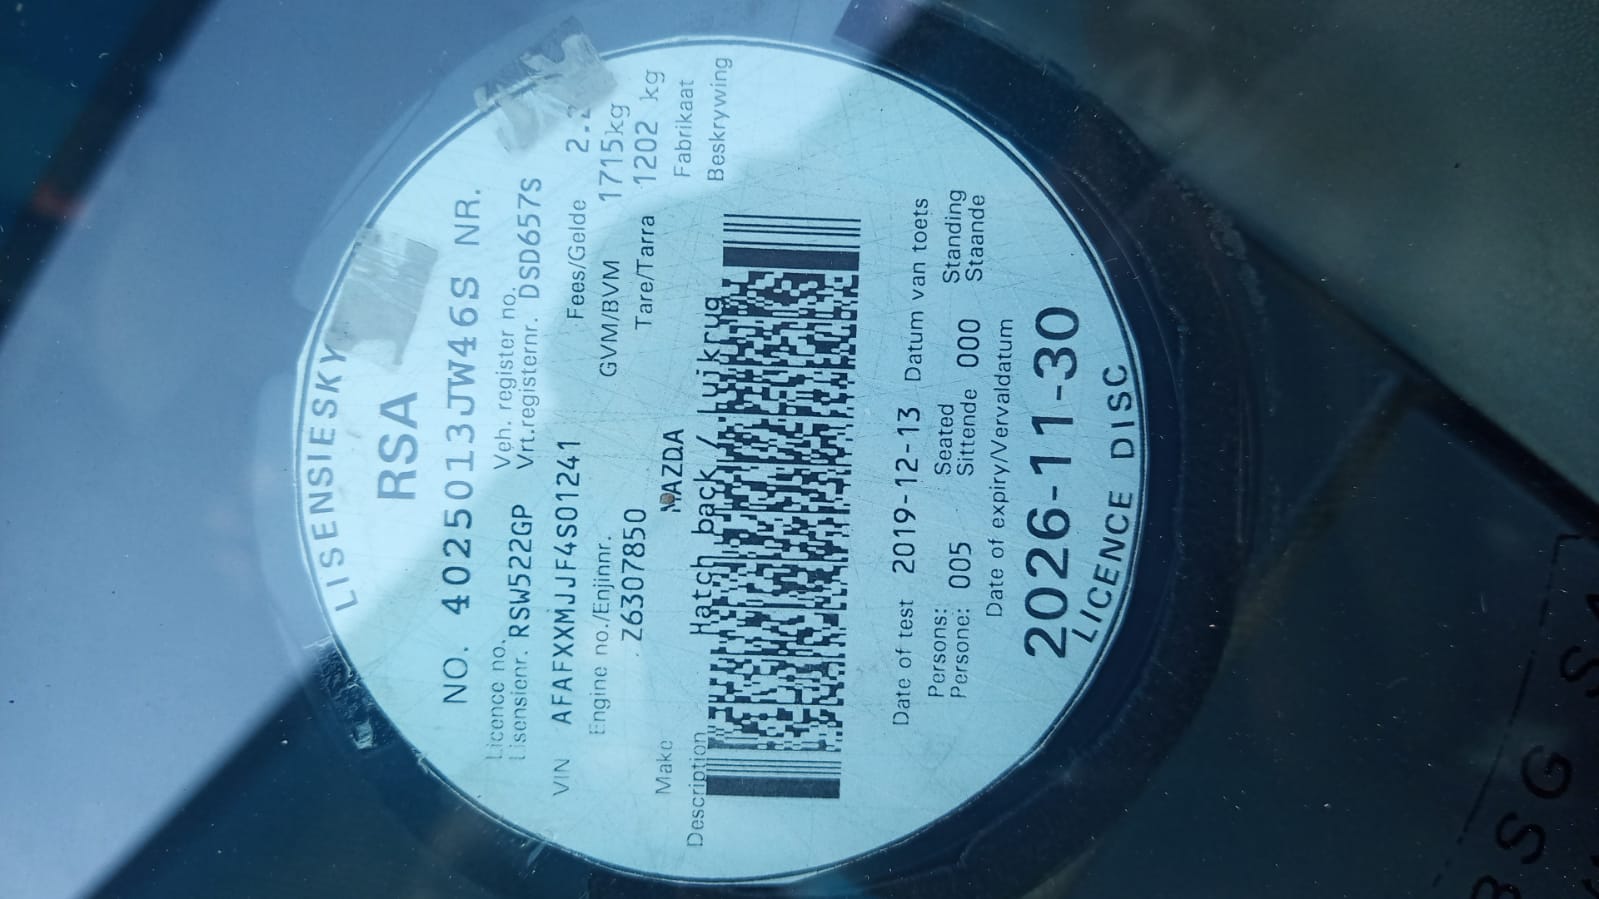 LISENSIESKY
RSA
NO. 4025013JW46S NR.
Licence no. Veh. register no.
Lisensienr. RSW522GP Vrt.registernr. DSD657S
VIN AFAFXXMJJF4S01241 Fees/Gelde 2.
Engine no./Enjinnr. GVM/BVM 1715kg
Z6307850 Tare/Tarra 1202 kg
Make MAZDA Fabrikaat
Description Hatch back / Luikrug Beskrywing
Date of test 2019-12-13 Datum van toets
Persons: Seated Standing
Persone: 005 Sittende 000 Staande
Date of expiry/Vervaldatum
2026-11-30
LICENCE DISC
BSG